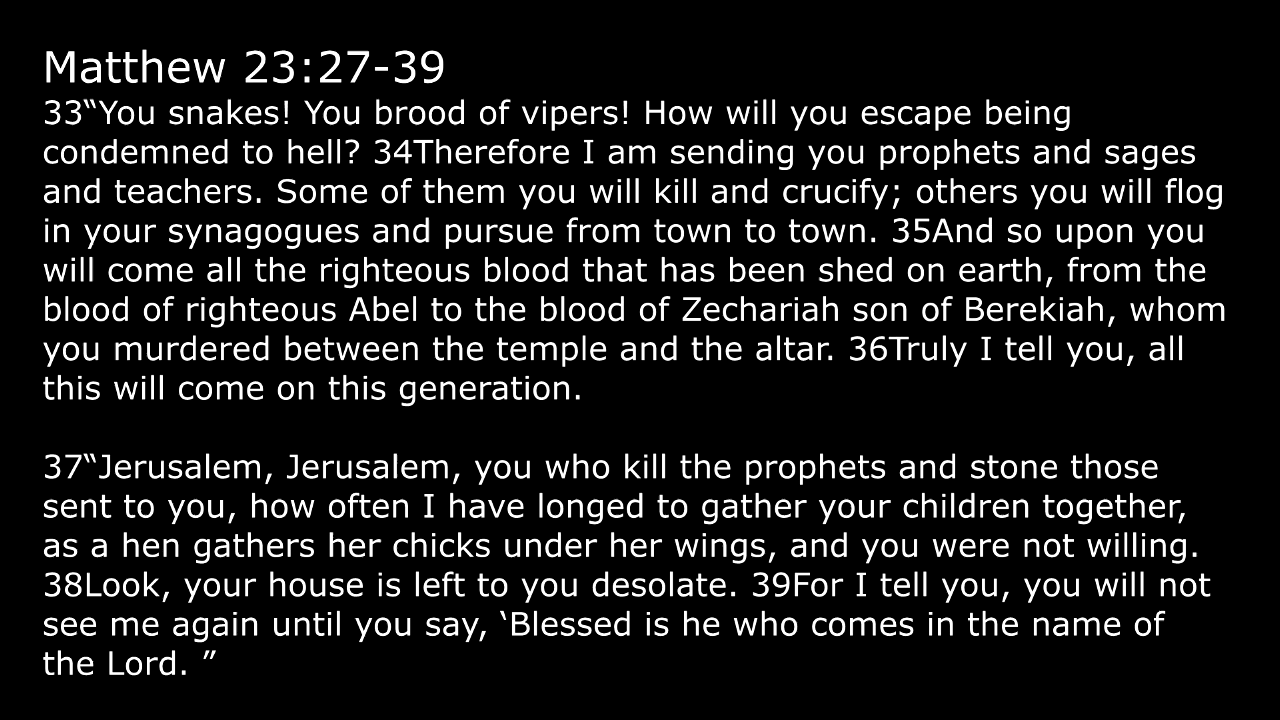 Matthew 23:27-39
33“You snakes! You brood of vipers! How will you escape being
condemned to hell? 34Therefore I am sending you prophets and sages
and teachers. Some of them you will kill and crucify; others you will flog
in your synagogues and pursue from town to town. 35And so upon you
will come all the righteous blood that has been shed on earth, from the
blood of righteous Abel to the blood of Zechariah son of Berekiah, whom
you murdered between the temple and the altar. 36Truly I tell you, all
this will come on this generation.
37“Jerusalem, Jerusalem, you who kill the prophets and stone those
sent to you, how often I have longed to gather your children together,
as a hen gathers her chicks under her wings, and you were not willing.
38Look, your house is left to you desolate. 39For I tell you, you will not
see me again until you say, ‘Blessed is he who comes in the name of
the Lord. ”